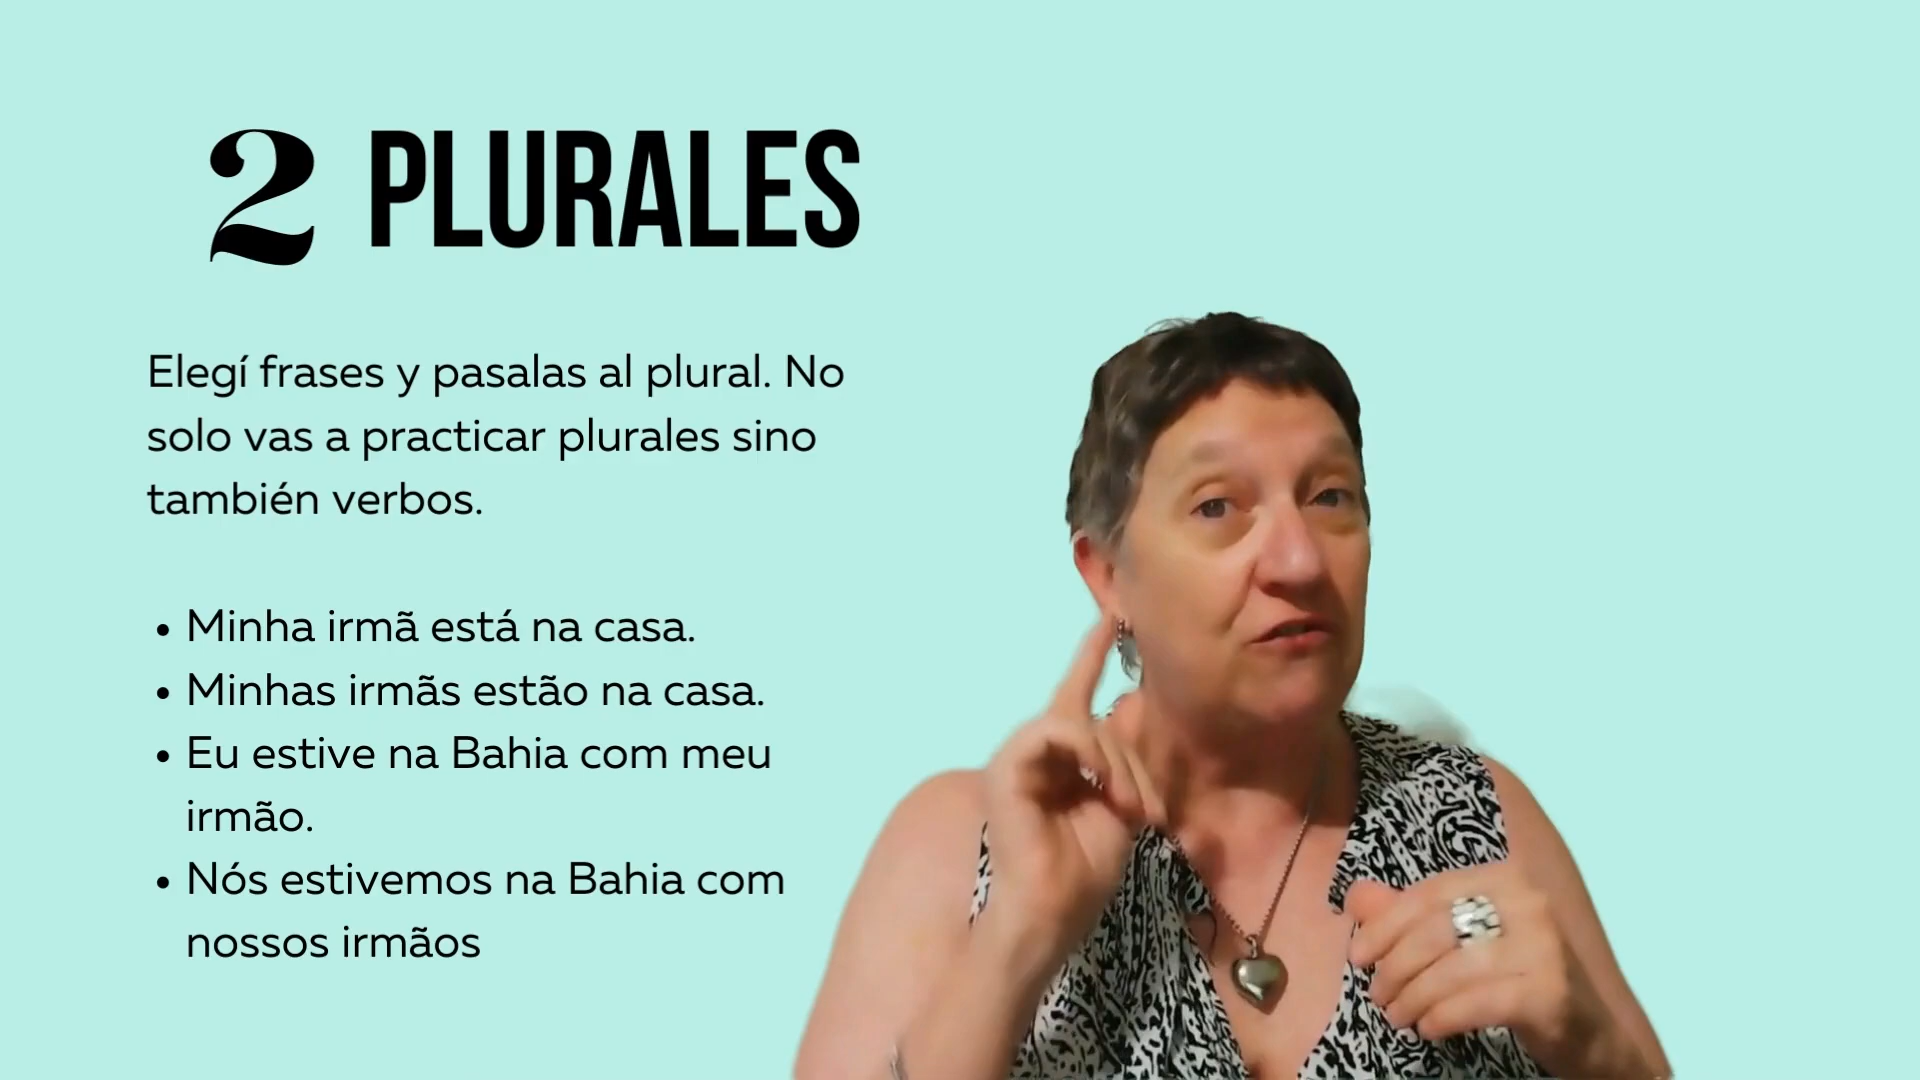 2 PLURALES
Elegí frases y pasalas al plural. No
solo vas a practicar plurales sino
también verbos.
• Minha irmã está na casa.
• Minhas irmãs estão na casa.
• Eu estive na Bahia com meu
irmão.
• Nós estivemos na Bahia com
nossos irmãos